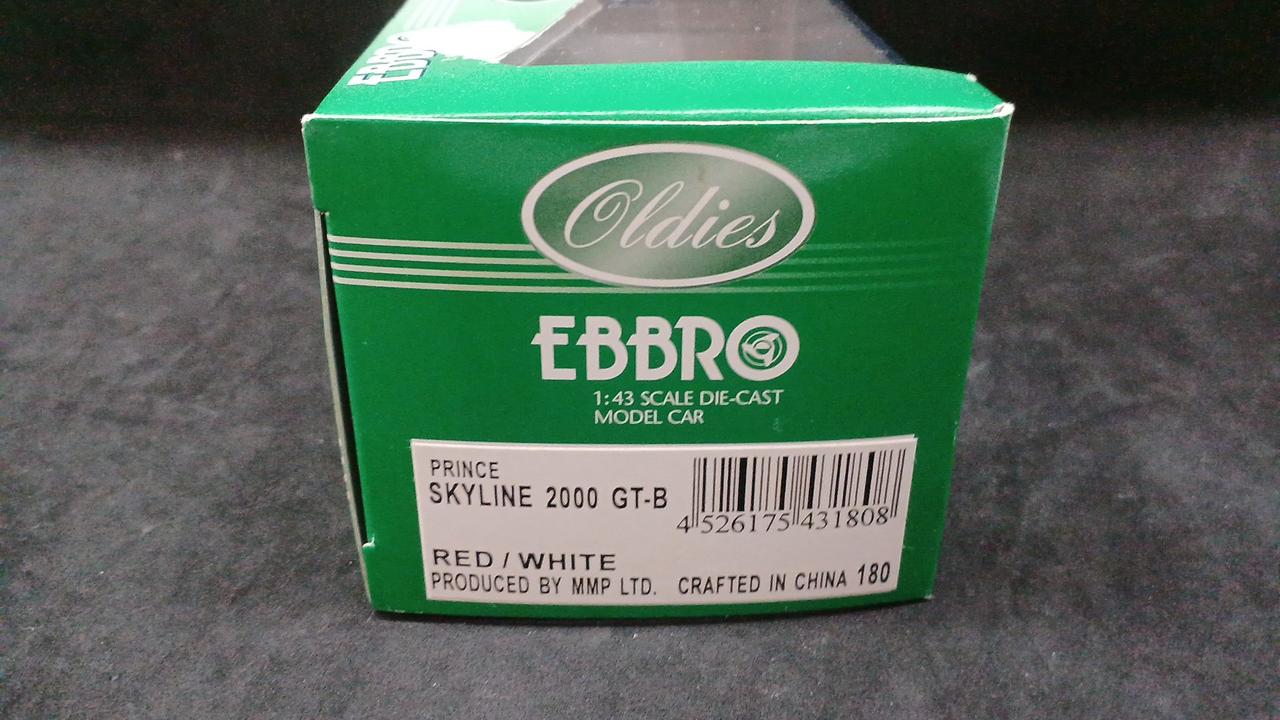 EBBRO
Oldies
EBBRO
1:43 SCALE DIE-CAST
MODEL CAR
PRINCE
SKYLINE 2000 GT-B
4 526175 431808
RED / WHITE
PRODUCED BY MMP LTD. CRAFTED IN CHINA 180